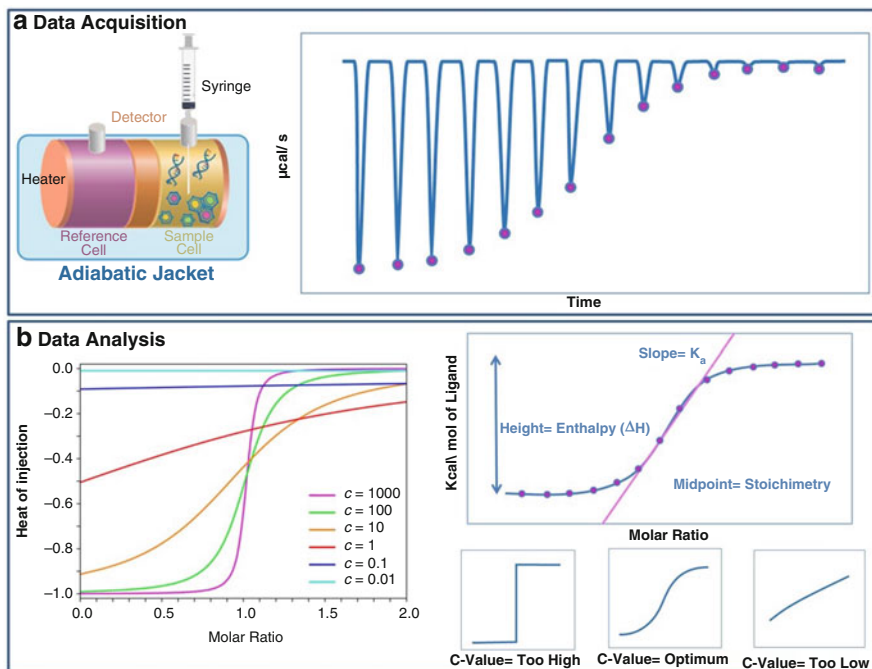 a Data Acquisition
Syringe
Detector
Heater
Reference
Cell
Sample
Cell
Adiabatic Jacket
μcal/ s
Time
b Data Analysis
Heat of injection
0.0
−0.2
−0.4
−0.6
−0.8
−1.0
c = 1000
c = 100
c = 10
c = 1
c = 0.1
c = 0.01
0.0 0.5 1.0 1.5 2.0
Molar Ratio
Kcal\ mol of Ligand
Slope= Ka
Height= Enthalpy (ΔH)
Midpoint= Stoichimetry
Molar Ratio
C-Value= Too High
C-Value= Optimum
C-Value= Too Low